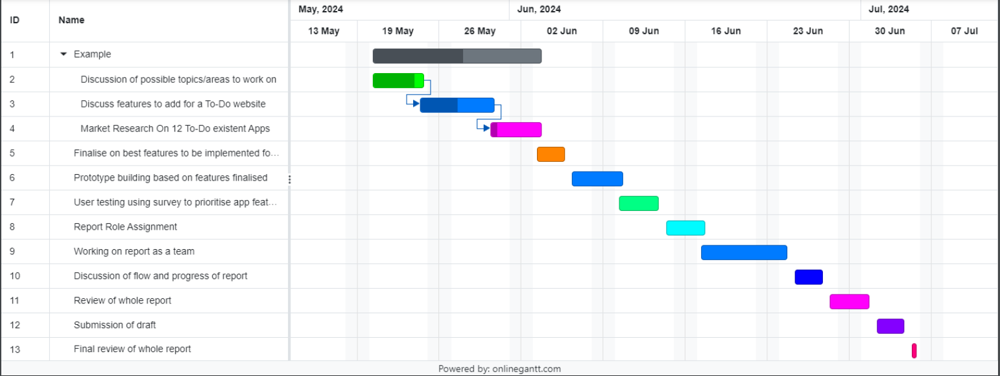 May, 2024 Jun, 2024 Jul, 2024
ID Name
13 May 19 May 26 May 02 Jun 09 Jun 16 Jun 23 Jun 30 Jun 07 Jul
1 Example
2 Discussion of possible topics/areas to work on
3 Discuss features to add for a To-Do website
4 Market Research On 12 To-Do existent Apps
5 Finalise on best features to be implemented fo...
6 Prototype building based on features finalised
7 User testing using survey to prioritise app feat...
8 Report Role Assignment
9 Working on report as a team
10 Discussion of flow and progress of report
11 Review of whole report
12 Submission of draft
13 Final review of whole report
Powered by: onlinegantt.com